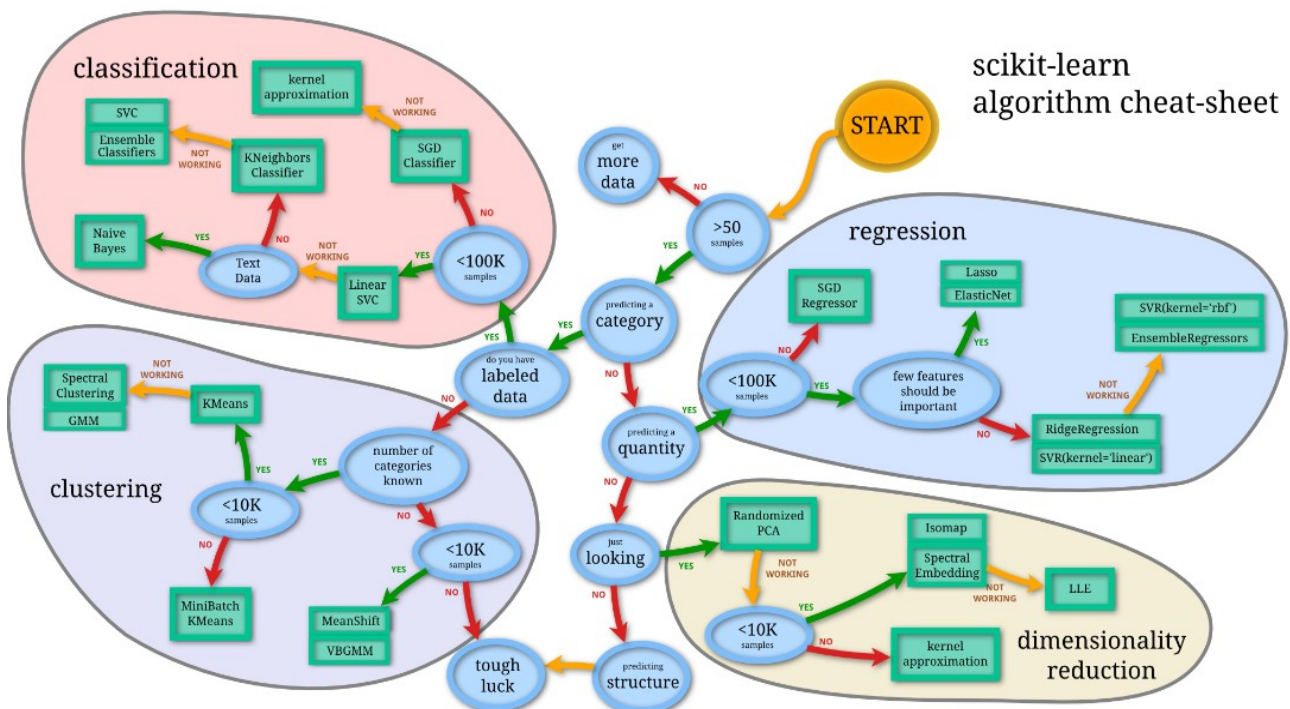 scikit-learn
algorithm cheat-sheet
START
>50
samples
NO
get
more
data
YES
predicting a
category
YES
NO
do you have
labeled
data
YES
NO
predicting a
quantity
YES
NO
just
looking
YES
NO
predicting
structure
tough
luck
classification
<100K
samples
NO
SGD
Classifier
NOT
WORKING
kernel
approximation
YES
Linear
SVC
NOT
WORKING
Text
Data
YES
Naive
Bayes
NO
KNeighbors
Classifier
NOT
WORKING
SVC
Ensemble
Classifiers
clustering
number of
categories
known
YES
NO
<10K
samples
YES
KMeans
NOT
WORKING
Spectral
Clustering
GMM
NO
MiniBatch
KMeans
<10K
samples
YES
MeanShift
VBGMM
NO
regression
<100K
samples
NO
SGD
Regressor
YES
few features
should be
important
YES
Lasso
ElasticNet
NO
RidgeRegression
SVR(kernel='linear')
NOT
WORKING
SVR(kernel='rbf')
EnsembleRegressors
dimensionality
reduction
Randomized
PCA
NOT
WORKING
<10K
samples
YES
Isomap
Spectral
Embedding
NOT
WORKING
LLE
NO
kernel
approximation